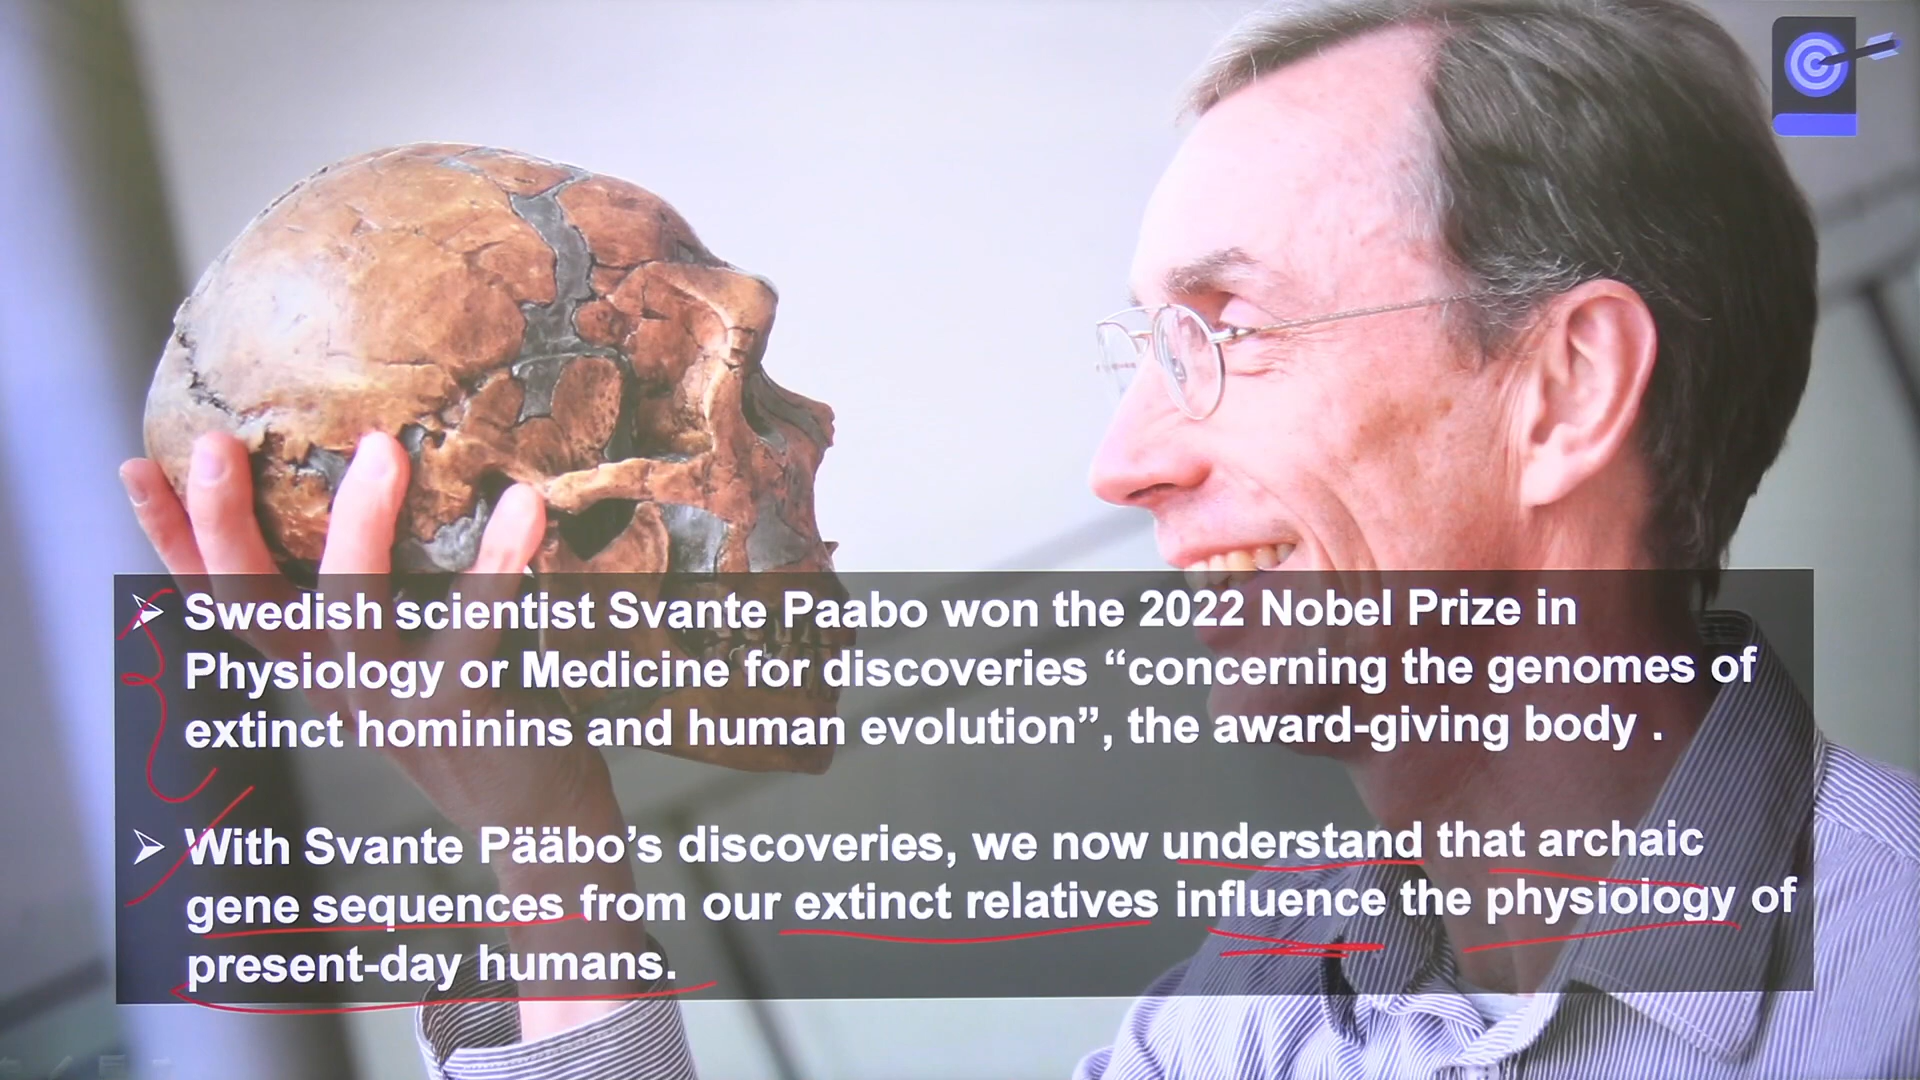 Swedish scientist Svante Paabo won the 2022 Nobel Prize in
Physiology or Medicine for discoveries “concerning the genomes of
extinct hominins and human evolution”, the award-giving body .
With Svante Pääbo’s discoveries, we now understand that archaic
gene sequences from our extinct relatives influence the physiology of
present-day humans.